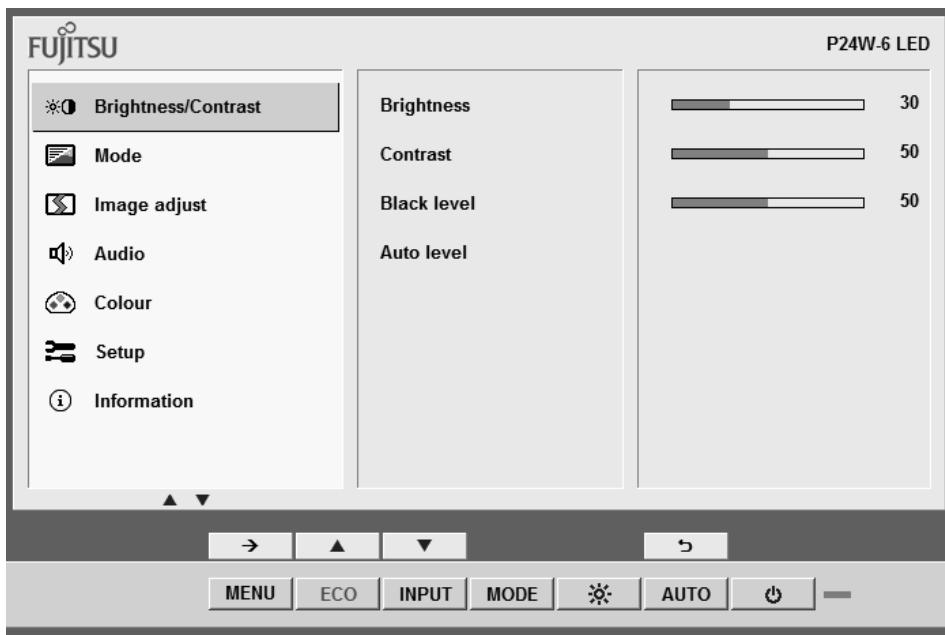 FUJITSU
P24W-6 LED
Brightness/Contrast
Mode
Image adjust
Audio
Colour
Setup
Information
Brightness
Contrast
Black level
Auto level
30
50
50
MENU
ECO
INPUT
MODE
AUTO